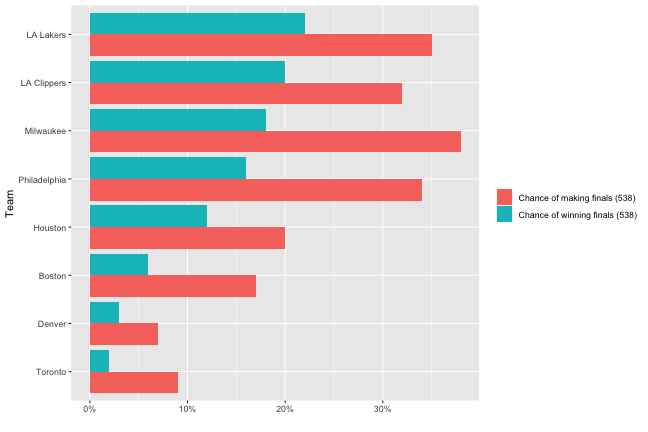 LA Lakers
LA Clippers
Milwaukee
Philadelphia
Houston
Boston
Denver
Toronto
Team
0% 10% 20% 30%
Chance of making finals (538)
Chance of winning finals (538)